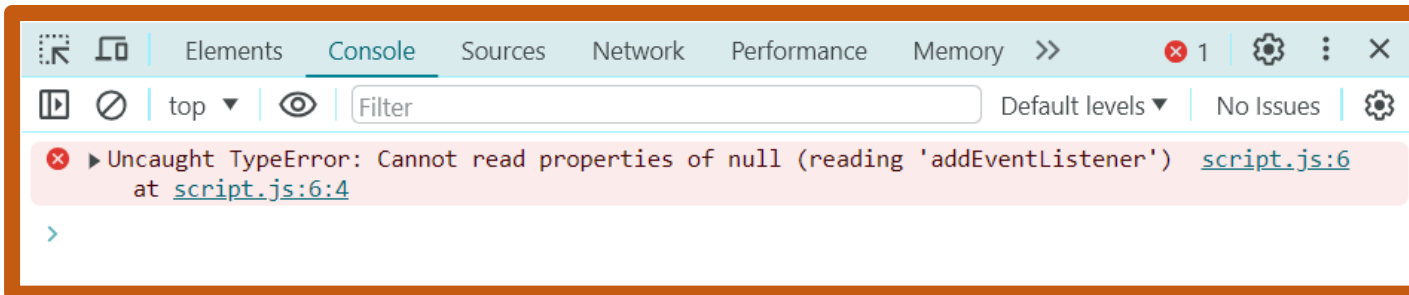 Elements Console Sources Network Performance Memory 1
top Filter Default levels No Issues
Uncaught TypeError: Cannot read properties of null (reading 'addEventListener') script.js:6
at script.js:6:4